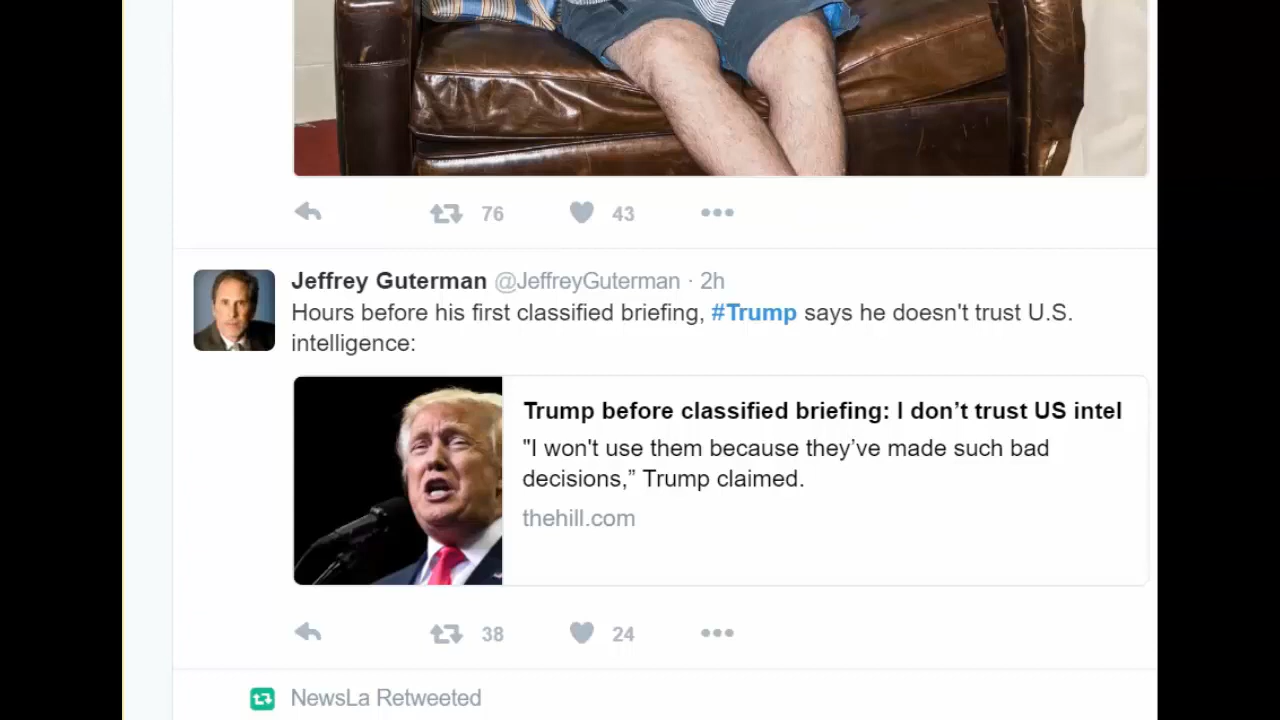 76 43
Jeffrey Guterman @JeffreyGuterman · 2h
Hours before his first classified briefing, #Trump says he doesn't trust U.S.
intelligence:
Trump before classified briefing: I don’t trust US intel
"I won't use them because they’ve made such bad
decisions,” Trump claimed.
thehill.com
38 24
NewsLa Retweeted